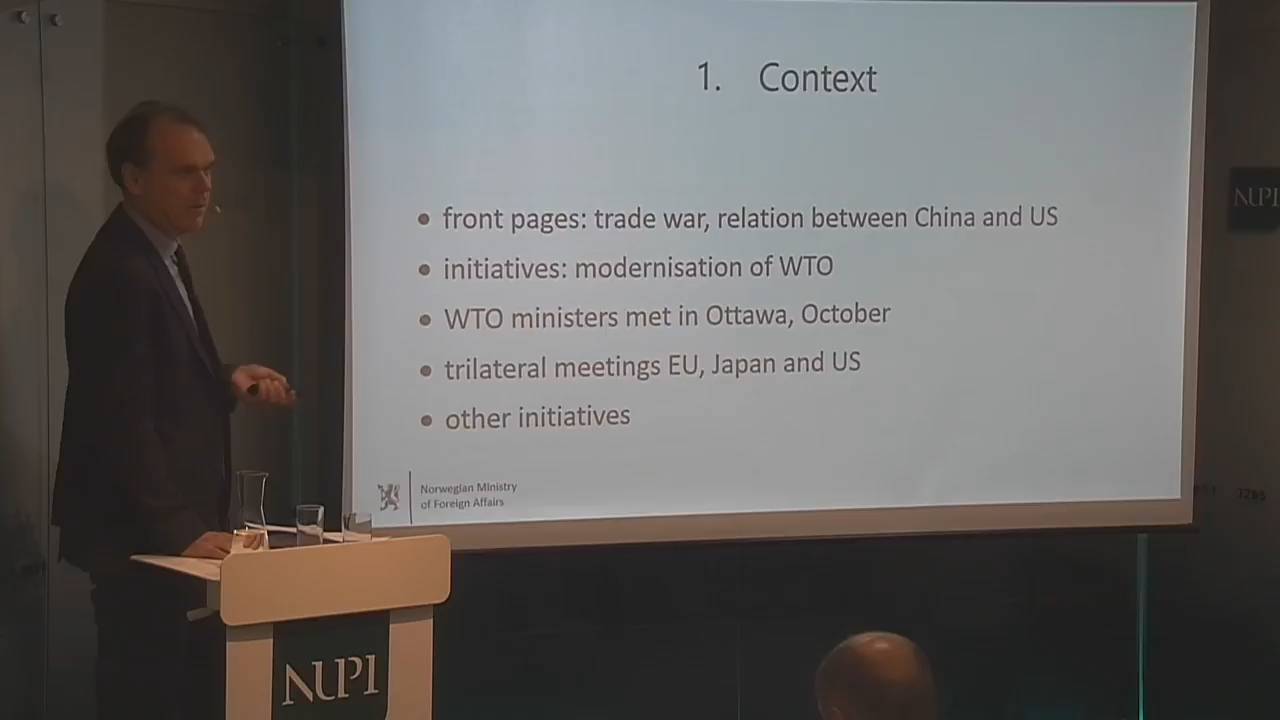 1. Context
• front pages: trade war, relation between China and US
• initiatives: modernisation of WTO
• WTO ministers met in Ottawa, October
• trilateral meetings EU, Japan and US
• other initiatives
Norwegian Ministry
of Foreign Affairs
NUPI
NUPI